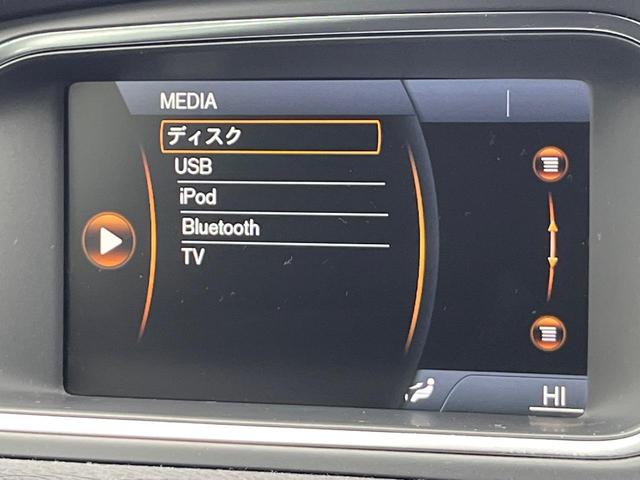 MEDIA
ディスク
USB
iPod
Bluetooth
TV
HI